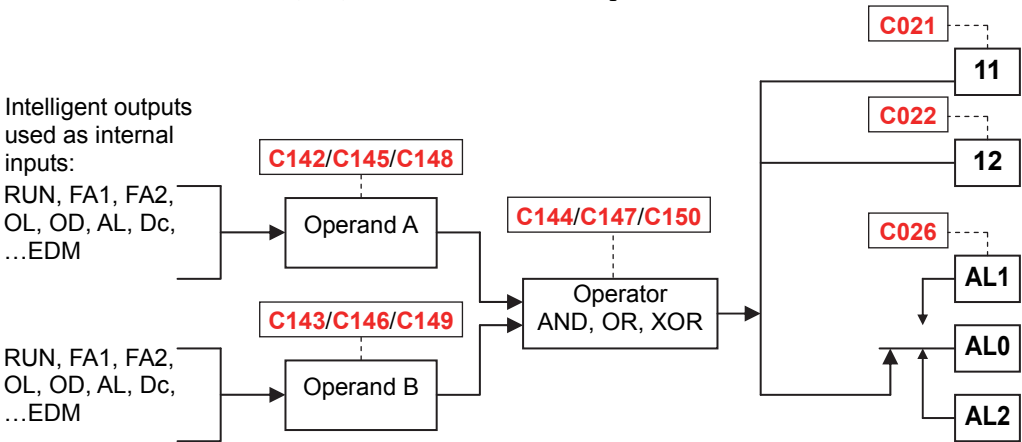 C021
11
Intelligent outputs
used as internal
inputs:
C022
12
C142/C145/C148
RUN, FA1, FA2,
OL, OD, AL, Dc,
…EDM
Operand A
C144/C147/C150
C026
AL1
Operator
AND, OR, XOR
C143/C146/C149
AL0
RUN, FA1, FA2,
OL, OD, AL, Dc,
…EDM
Operand B
AL2